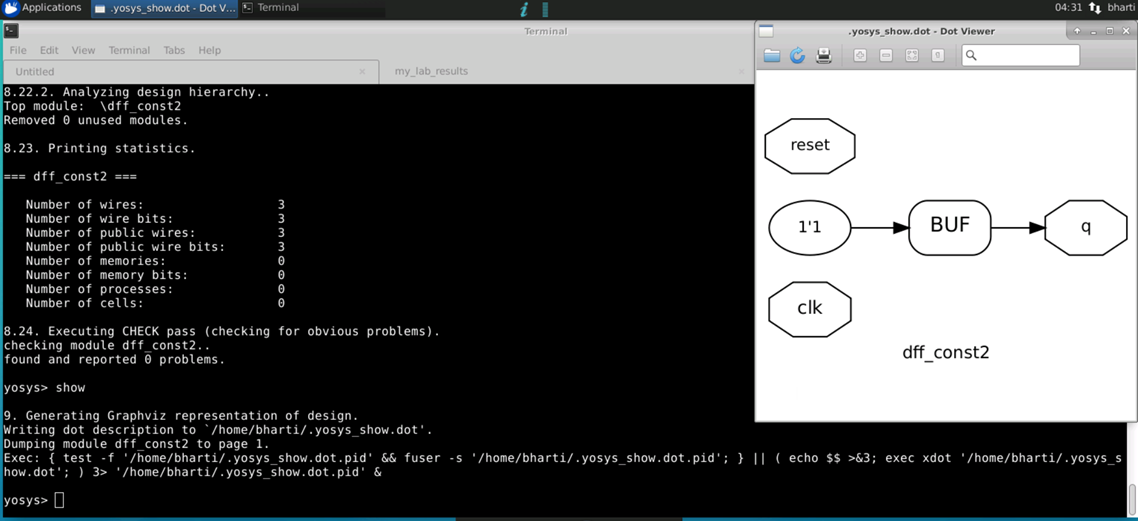 Applications
.yosys_show.dot - Dot V...
Terminal
04:31
bharti
Terminal
File Edit View Terminal Tabs Help
Untitled
my_lab_results
8.22.2. Analyzing design hierarchy..
Top module:  \dff_const2
Removed 0 unused modules.
8.23. Printing statistics.
=== dff_const2 ===
Number of wires: 3
Number of wire bits: 3
Number of public wires: 3
Number of public wire bits: 3
Number of memories: 0
Number of memory bits: 0
Number of processes: 0
Number of cells: 0
8.24. Executing CHECK pass (checking for obvious problems).
checking module dff_const2..
found and reported 0 problems.
yosys> show
9. Generating Graphviz representation of design.
Writing dot description to `/home/bharti/.yosys_show.dot'.
Dumping module dff_const2 to page 1.
Exec: { test -f '/home/bharti/.yosys_show.dot.pid' && fuser -s '/home/bharti/.yosys_show.dot.pid'; } || ( echo $$ >&3; exec xdot '/home/bharti/.yosys_s
how.dot'; ) 3> '/home/bharti/.yosys_show.dot.pid' &
yosys>
.yosys_show.dot - Dot Viewer
reset
1'1
BUF
q
clk
dff_const2